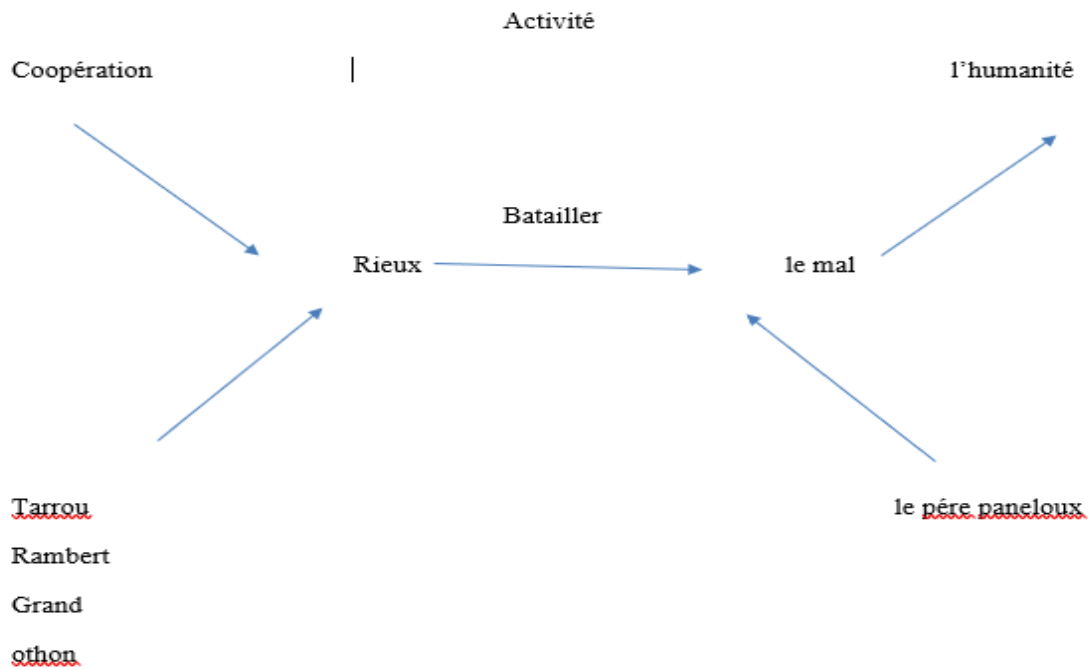 Activité
Coopération
l'humanité
Batailler
Rieux
le mal
Tarrou
le pére paneloux
Rambert
Grand
othon